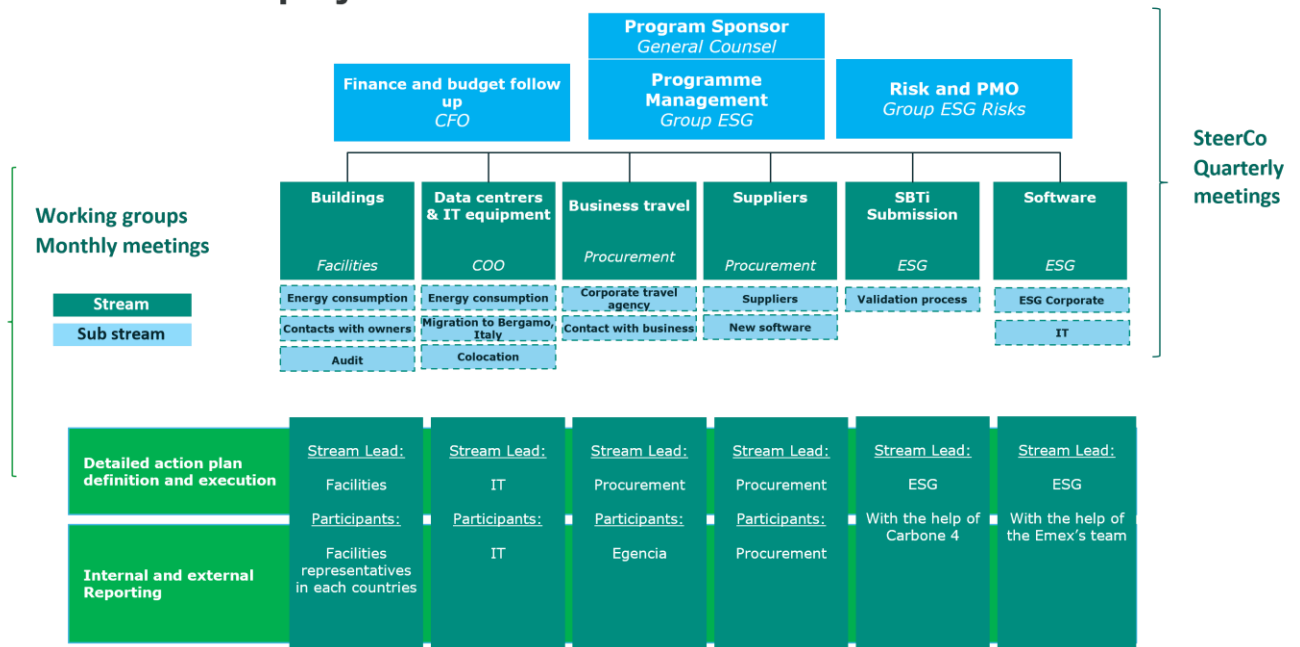 Program Sponsor
General Counsel
Finance and budget follow
up
CFO
Programme
Management
Group ESG
Risk and PMO
Group ESG Risks
SteerCo
Quarterly
meetings
Working groups
Monthly meetings
Stream
Sub stream
Buildings
Facilities
Energy consumption
Contacts with owners
Audit
Data centrers
& IT equipment
COO
Energy consumption
Migration to Bergamo,
Italy
Colocation
Business travel
Procurement
Corporate travel
agency
Contact with business
Suppliers
Procurement
Suppliers
New software
SBTi
Submission
ESG
Validation process
Software
ESG
ESG Corporate
IT
Detailed action plan
definition and execution
Internal and external
Reporting
Stream Lead:
Facilities
Participants:
Facilities
representatives
in each countries
Stream Lead:
IT
Participants:
IT
Stream Lead:
Procurement
Participants:
Egencia
Stream Lead:
Procurement
Participants:
Procurement
Stream Lead:
ESG
With the help of
Carbone 4
Stream Lead:
ESG
With the help of
the Emex's team